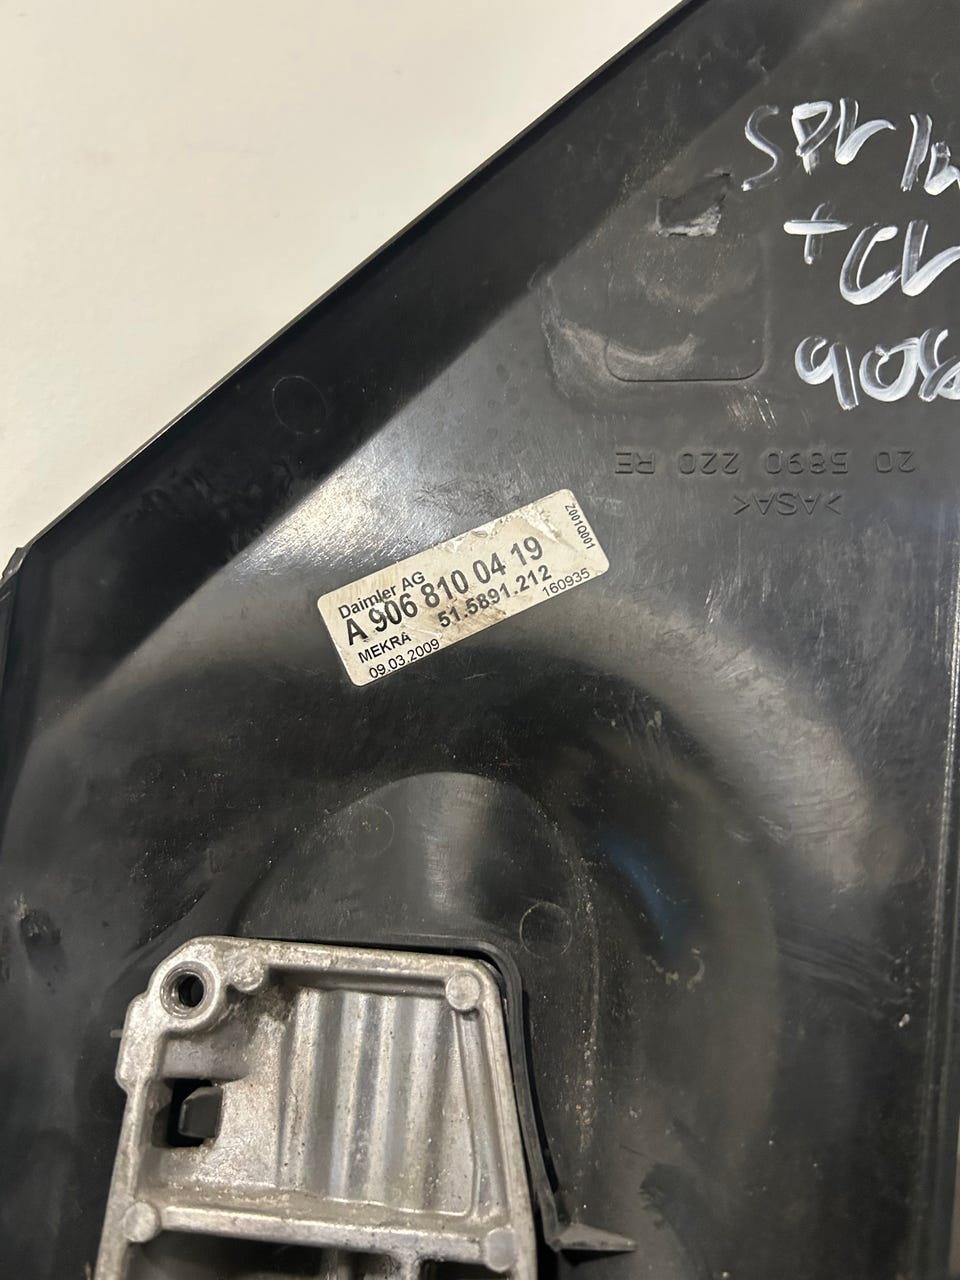 908
20 5890 220 RE
>ASA<
Z001Q001
Daimler AG
A 906 810 04 19
51.5891.212
MEKRA
160935
09.03.2009